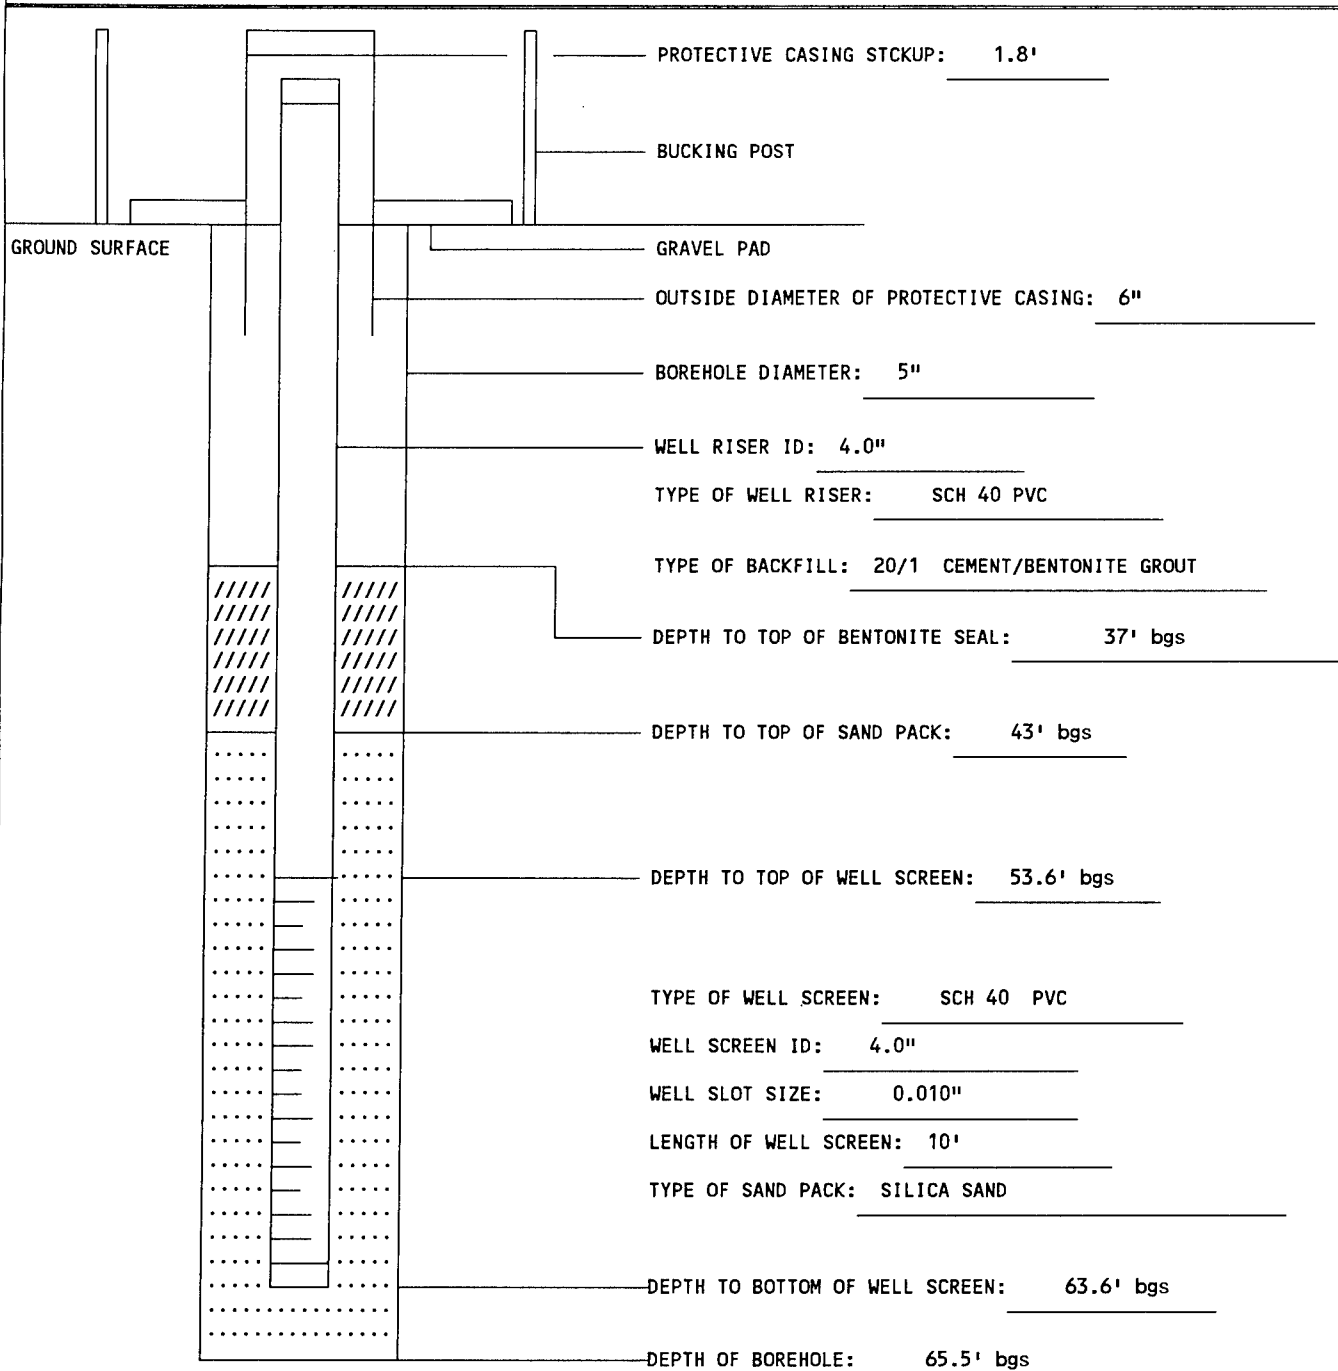 PROTECTIVE CASING STCKUP: 1.8'
BUCKING POST
GROUND SURFACE
GRAVEL PAD
OUTSIDE DIAMETER OF PROTECTIVE CASING: 6"
BOREHOLE DIAMETER: 5"
WELL RISER ID: 4.0"
TYPE OF WELL RISER: SCH 40 PVC
TYPE OF BACKFILL: 20/1 CEMENT/BENTONITE GROUT
DEPTH TO TOP OF BENTONITE SEAL: 37' bgs
DEPTH TO TOP OF SAND PACK: 43' bgs
DEPTH TO TOP OF WELL SCREEN: 53.6' bgs
TYPE OF WELL SCREEN: SCH 40 PVC
WELL SCREEN ID: 4.0"
WELL SLOT SIZE: 0.010"
LENGTH OF WELL SCREEN: 10'
TYPE OF SAND PACK: SILICA SAND
DEPTH TO BOTTOM OF WELL SCREEN: 63.6' bgs
DEPTH OF BOREHOLE: 65.5' bgs